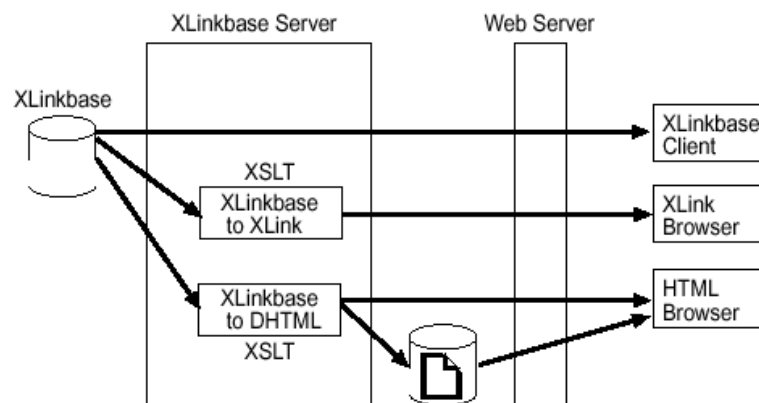 XLinkbase Server
Web Server
XLinkbase
XLinkbase
Client
XSLT
XLinkbase
to XLink
XLink
Browser
XLinkbase
to DHTML
HTML
Browser
XSLT